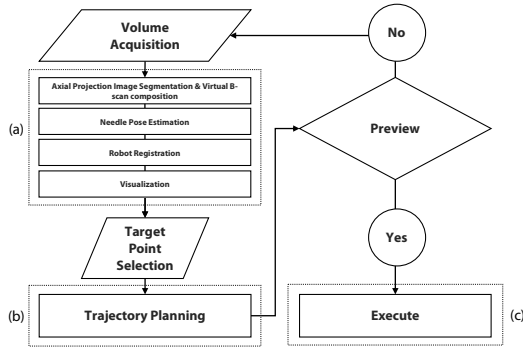 Volume
Acquisition
(a)
Axial Projection Image Segmentation & Virtual B-
scan composition
Needle Pose Estimation
Robot Registration
Visualization
Target
Point
Selection
(b)
Trajectory Planning
No
Preview
Yes
Execute
(c)